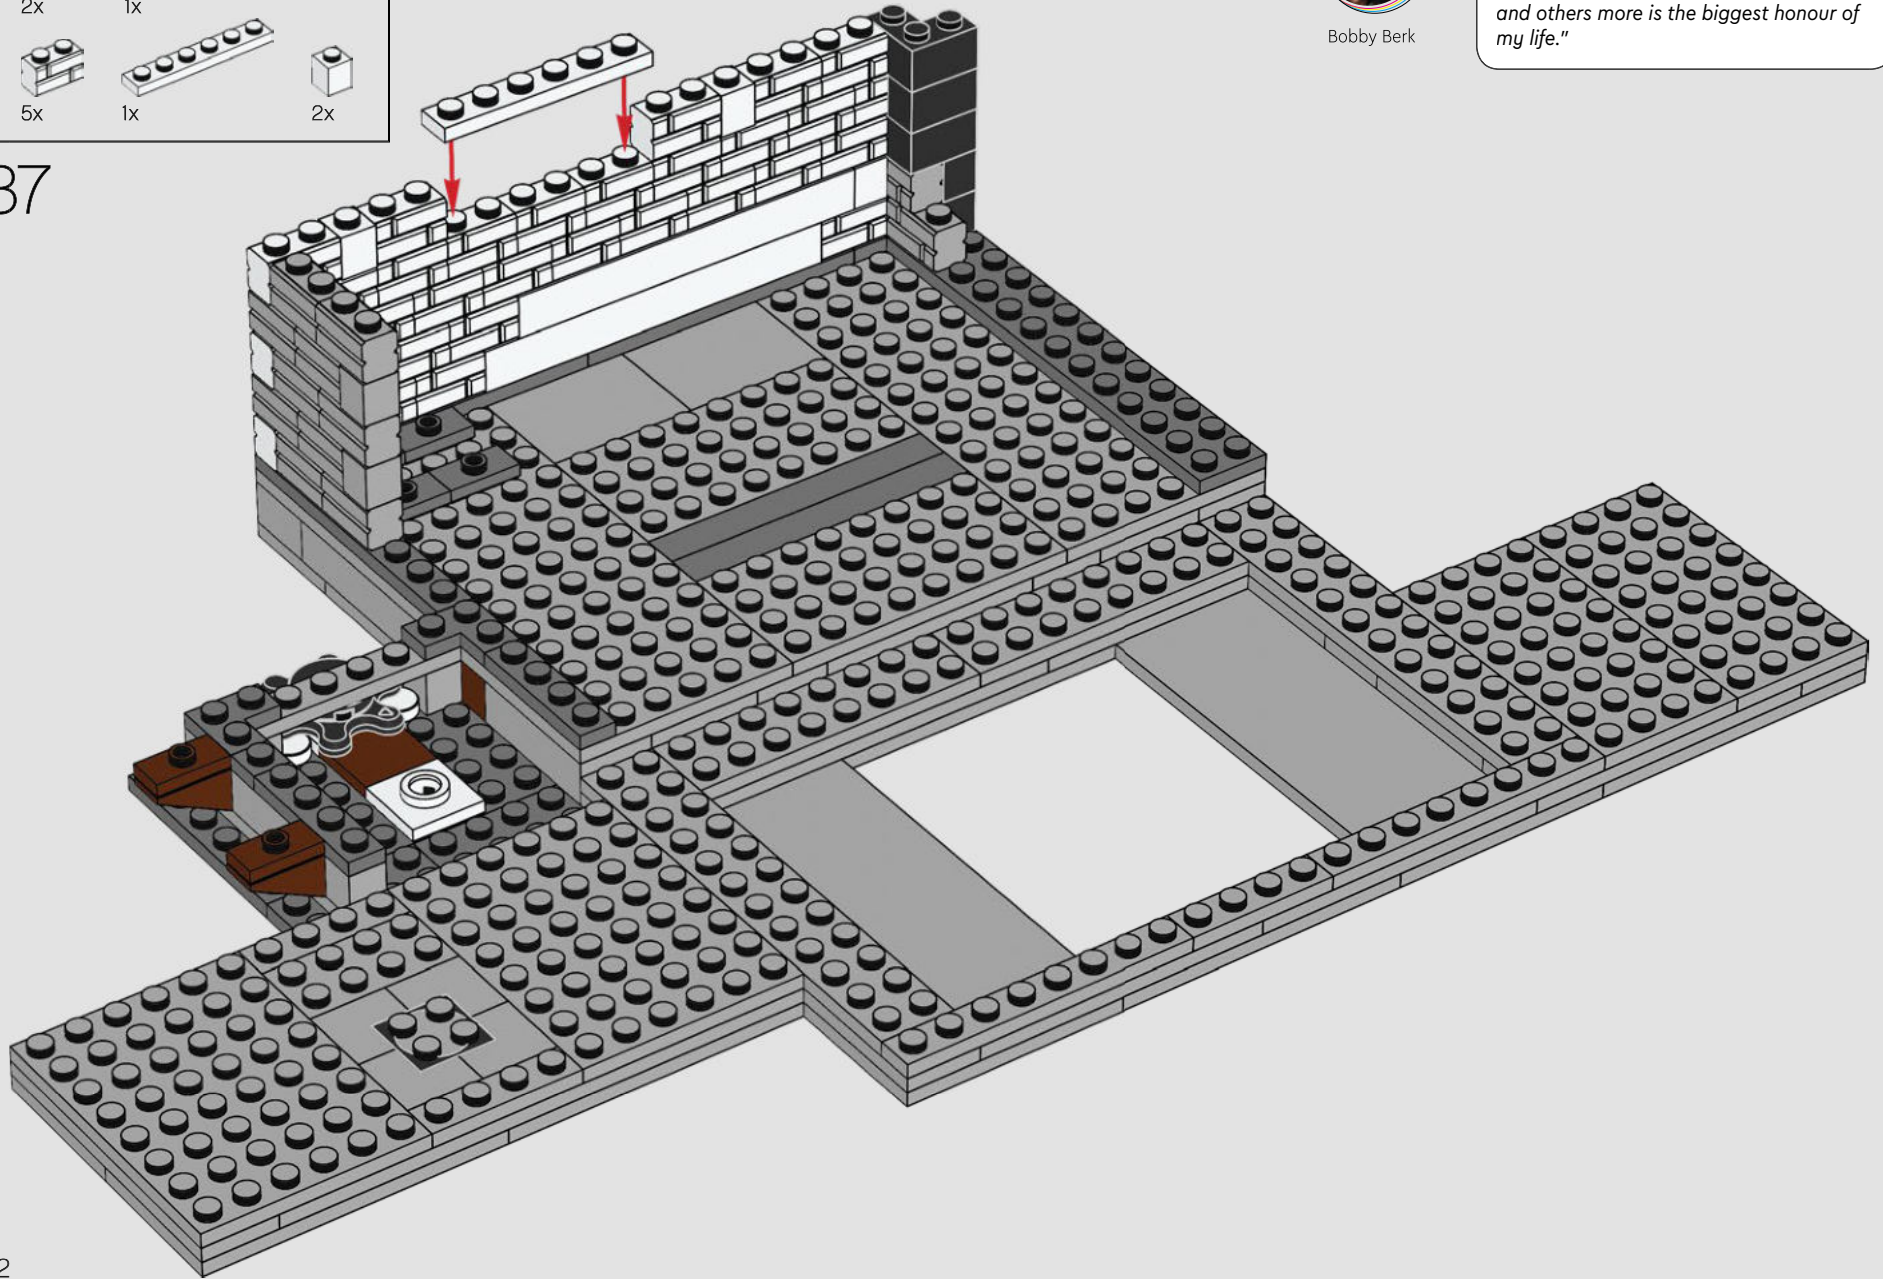 2x
1x
5x
1x
2x
37
Bobby Berk
and others more is the biggest honour of
my life."
2